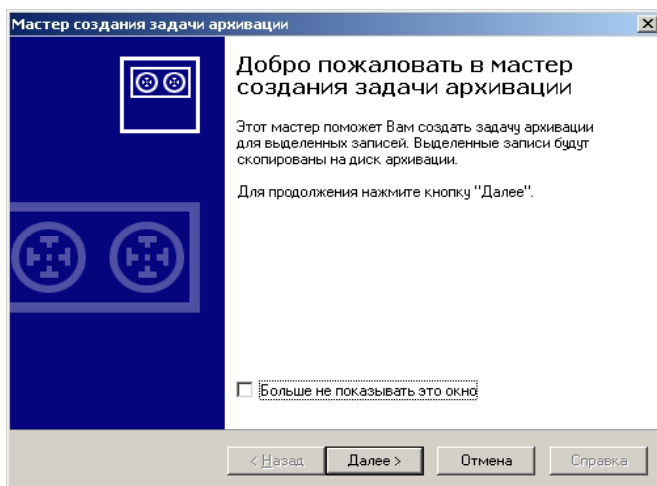 Мастер создания задачи архивации
Добро пожаловать в мастер
создания задачи архивации
Этот мастер поможет Вам создать задачу архивации
для выделенных записей. Выделенные записи будут
скопированы на диск архивации.
Для продолжения нажмите кнопку "Далее".
Больше не показывать это окно
< Назад
Далее >
Отмена
Справка